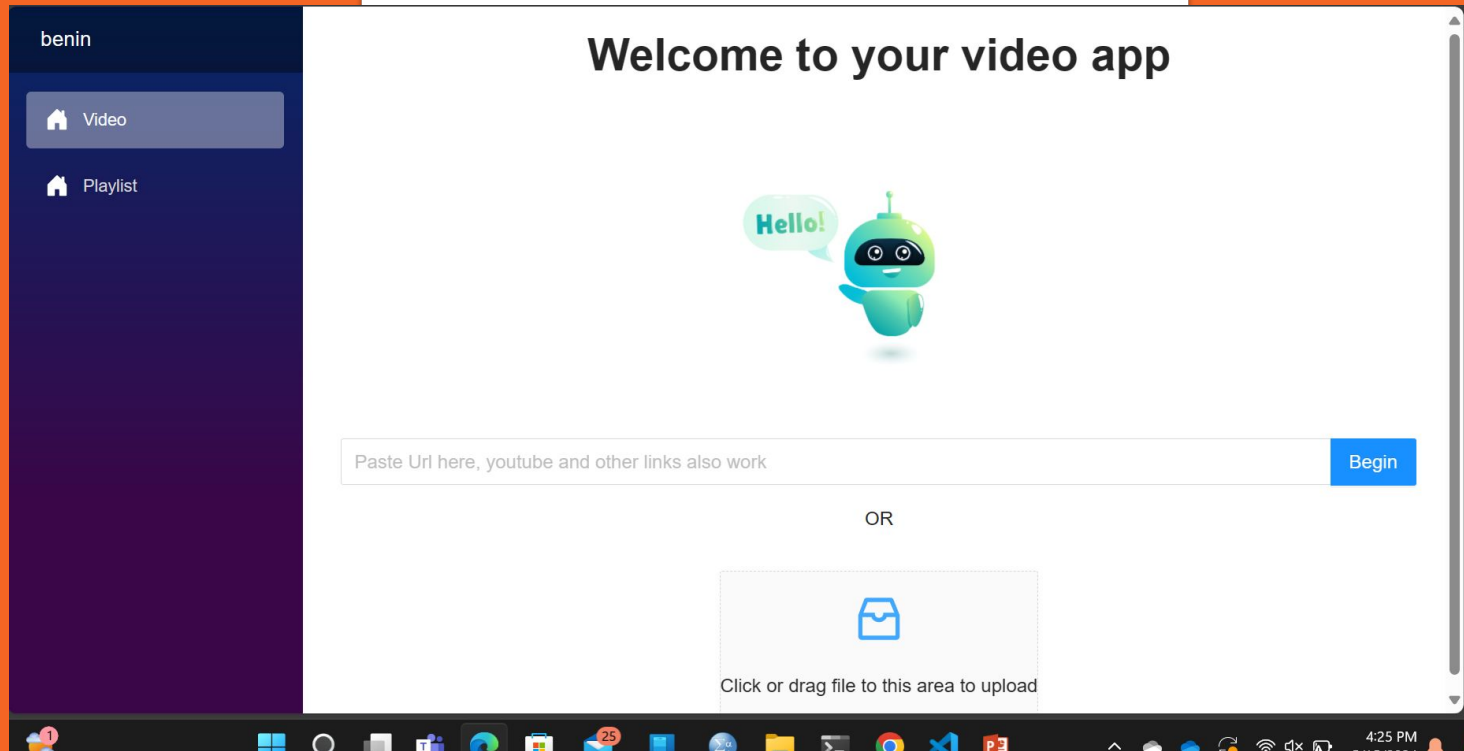 benin
Video
Playlist
Welcome to your video app
Hello!
Paste Url here, youtube and other links also work
Begin
OR
Click or drag file to this area to upload
1
25
4:25 PM